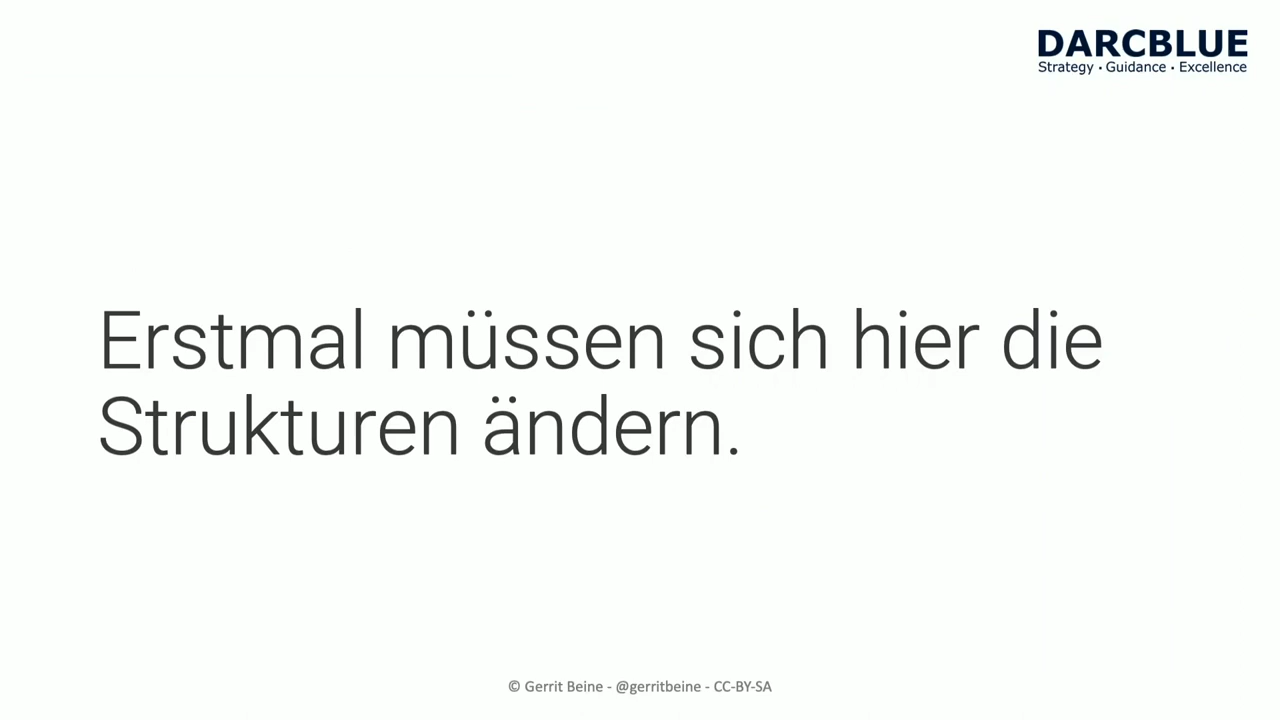 DARCBLUE
Strategy • Guidance • Excellence
Erstmal müssen sich hier die
Strukturen ändern.
© Gerrit Beine - @gerritbeine - CC-BY-SA